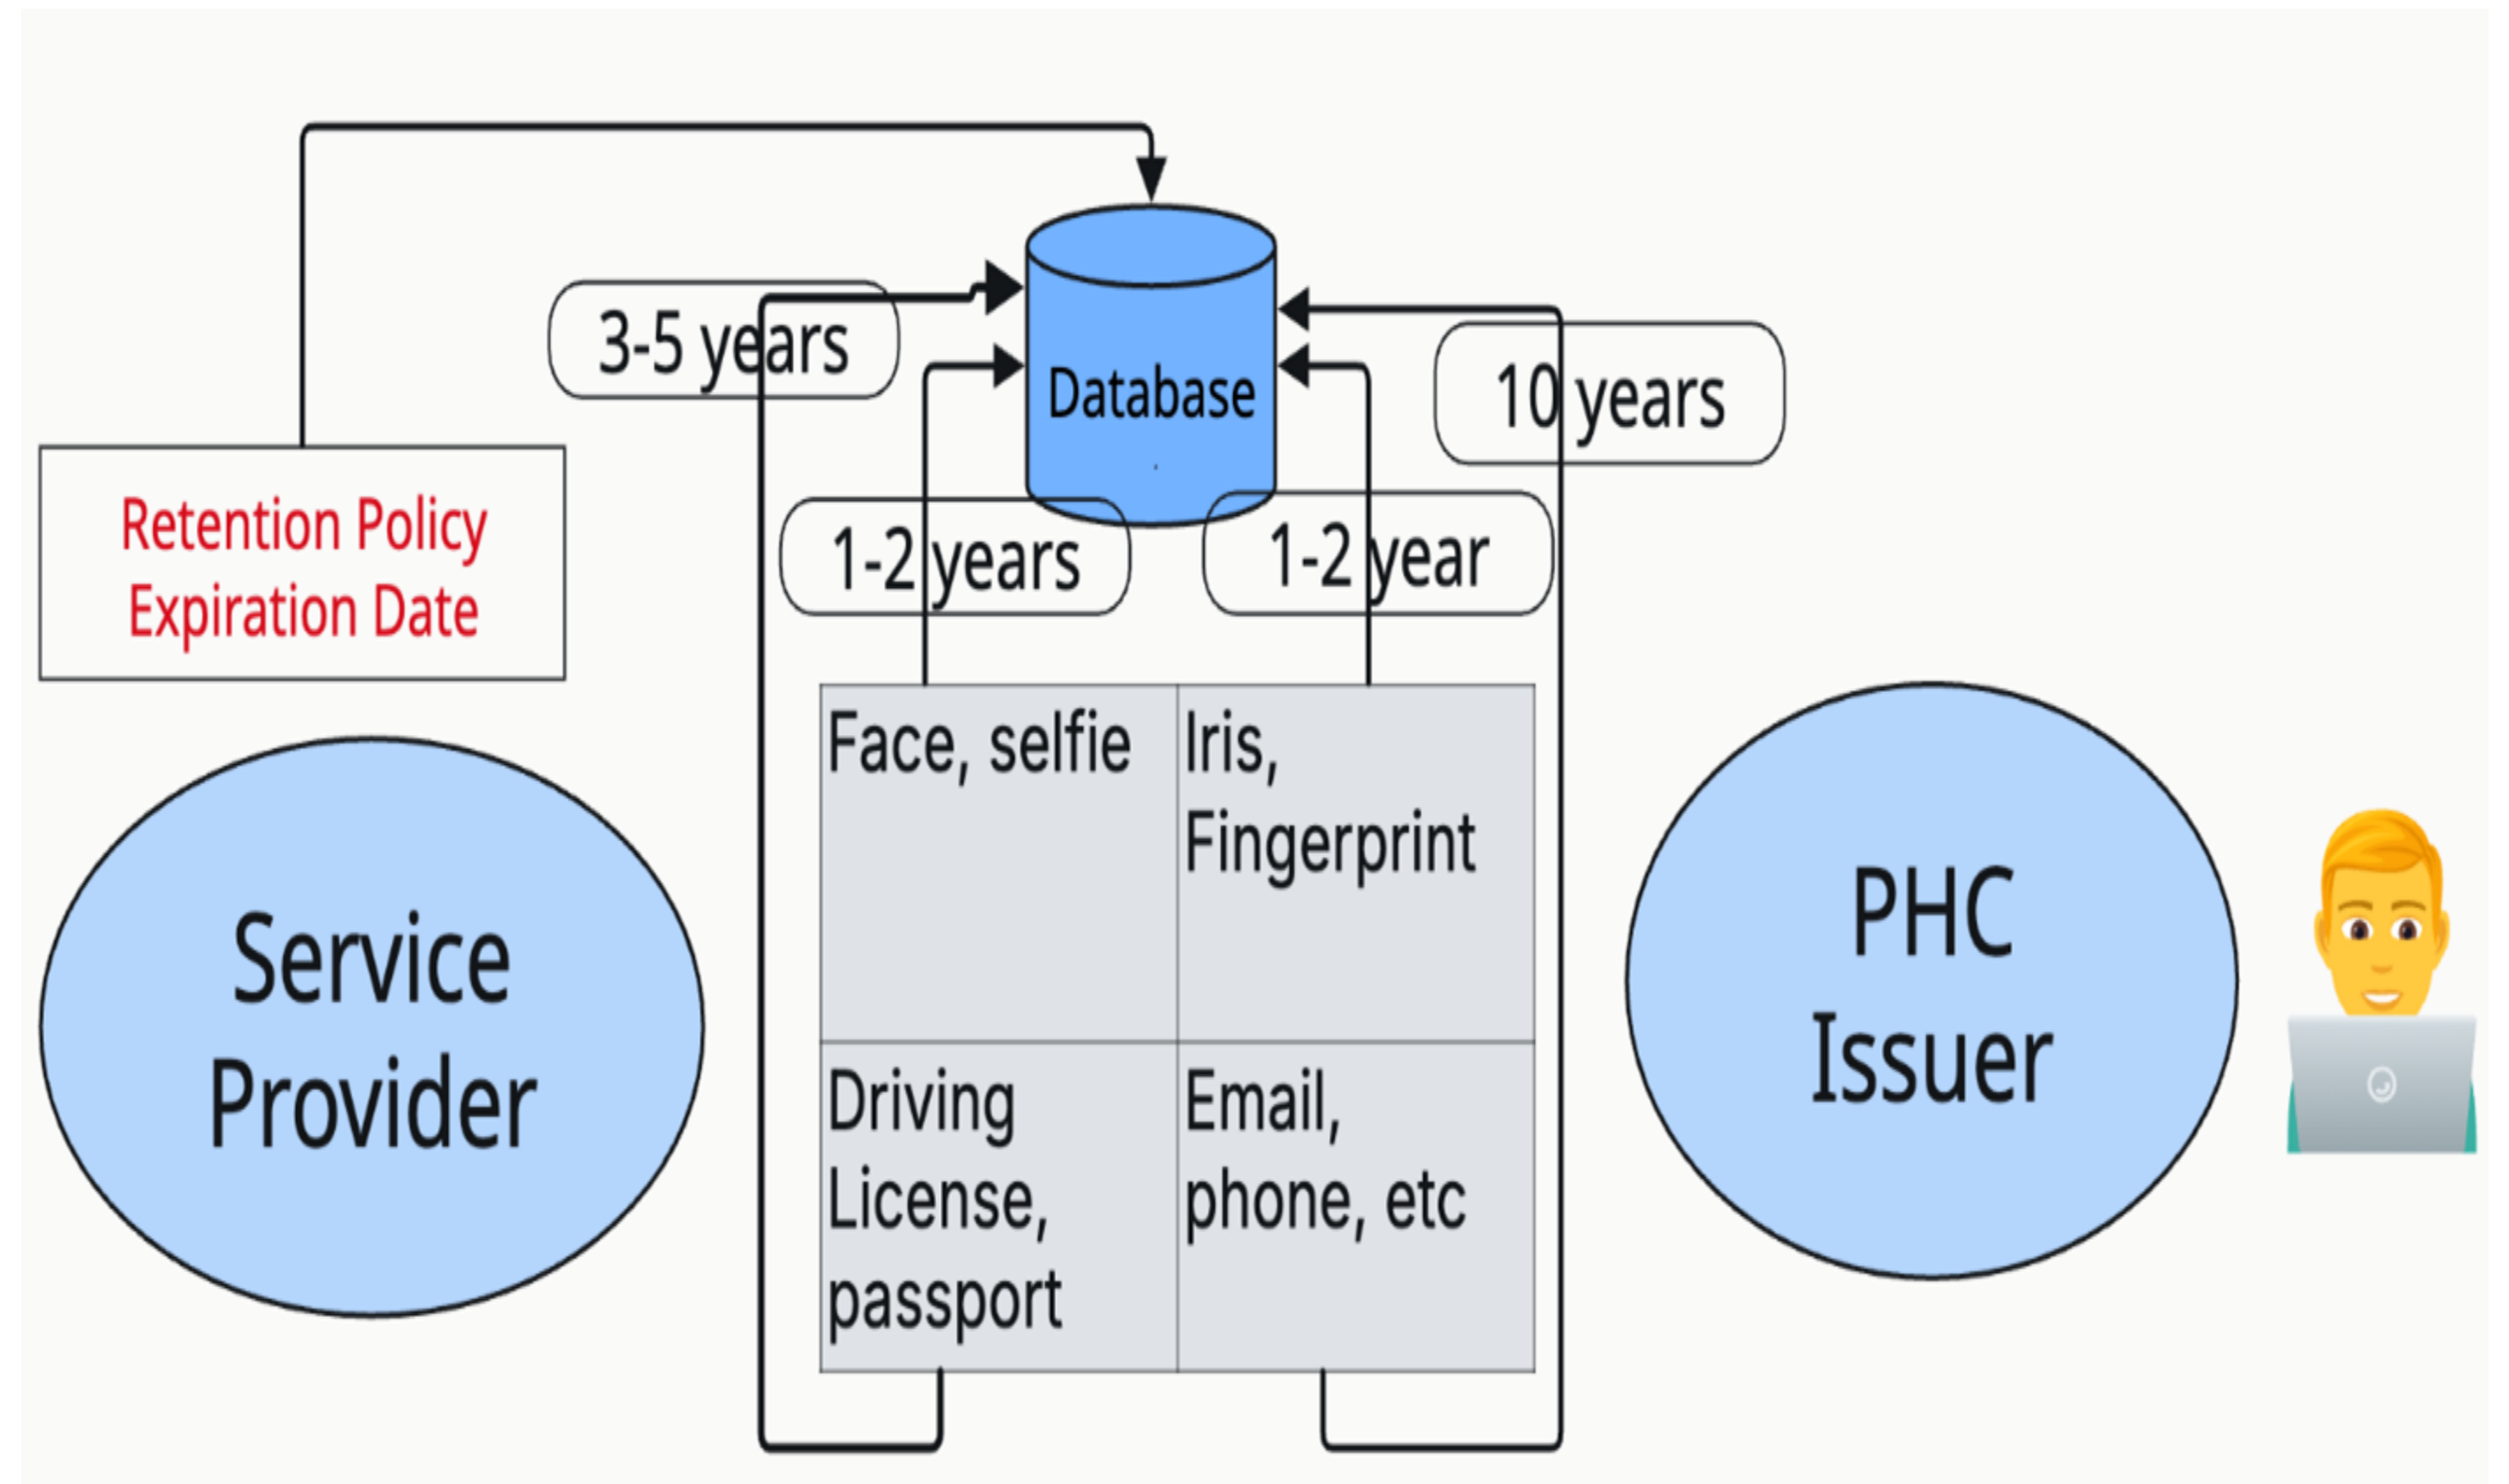 3-5 years
Database
10 years
Retention Policy
Expiration Date
1-2 years
1-2 year
Face, selfie
Iris,
Fingerprint
Service
Provider
Driving
License,
passport
Email,
phone, etc
PHC
Issuer